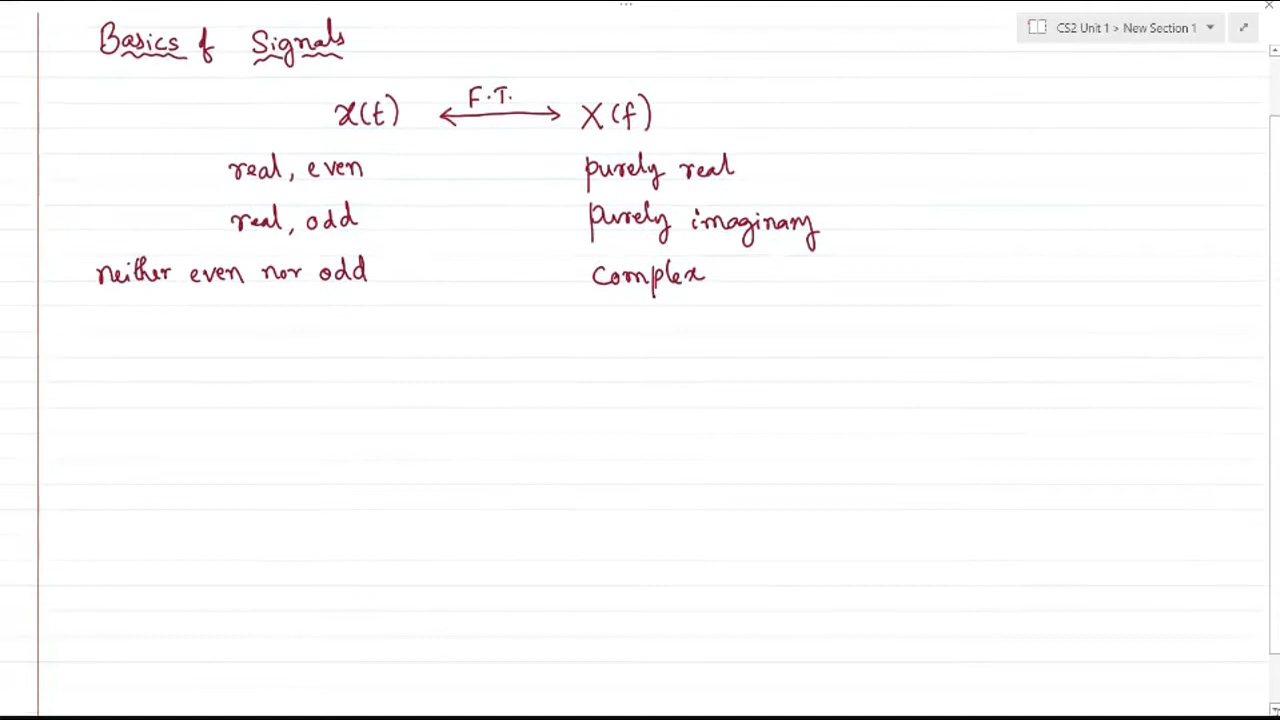 Basics of Signals
CS2 Unit 1 > New Section 1
x(t) ⟷ F.T. X(f)
real, even purely real
real, odd purely imaginary
neither even nor odd complex